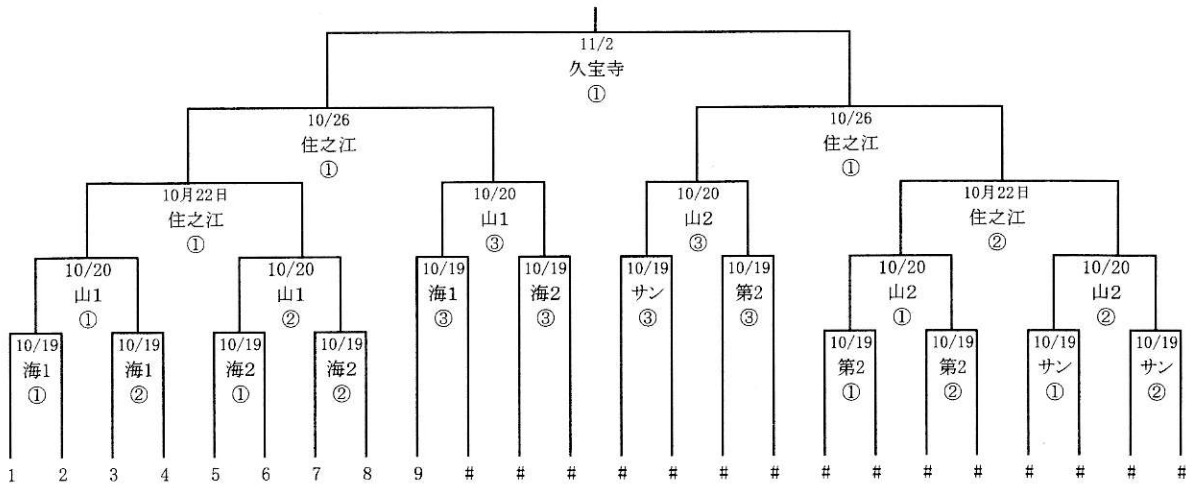 11/2
久宝寺
①
10/26
住之江
①
10/26
住之江
①
10月22日
住之江
①
10/20
山1
③
10/20
山2
③
10月22日
住之江
②
10/20
山1
①
10/20
山1
②
10/19
海1
③
10/19
海2
③
10/19
サン
③
10/19
第2
③
10/20
山2
①
10/20
山2
②
10/19
海1
①
10/19
海1
②
10/19
海2
①
10/19
海2
②
10/19
第2
①
10/19
第2
②
10/19
サン
①
10/19
サン
②
1 2 3 4 5 6 7 8 9 # # # # # # # # # # # # # # #